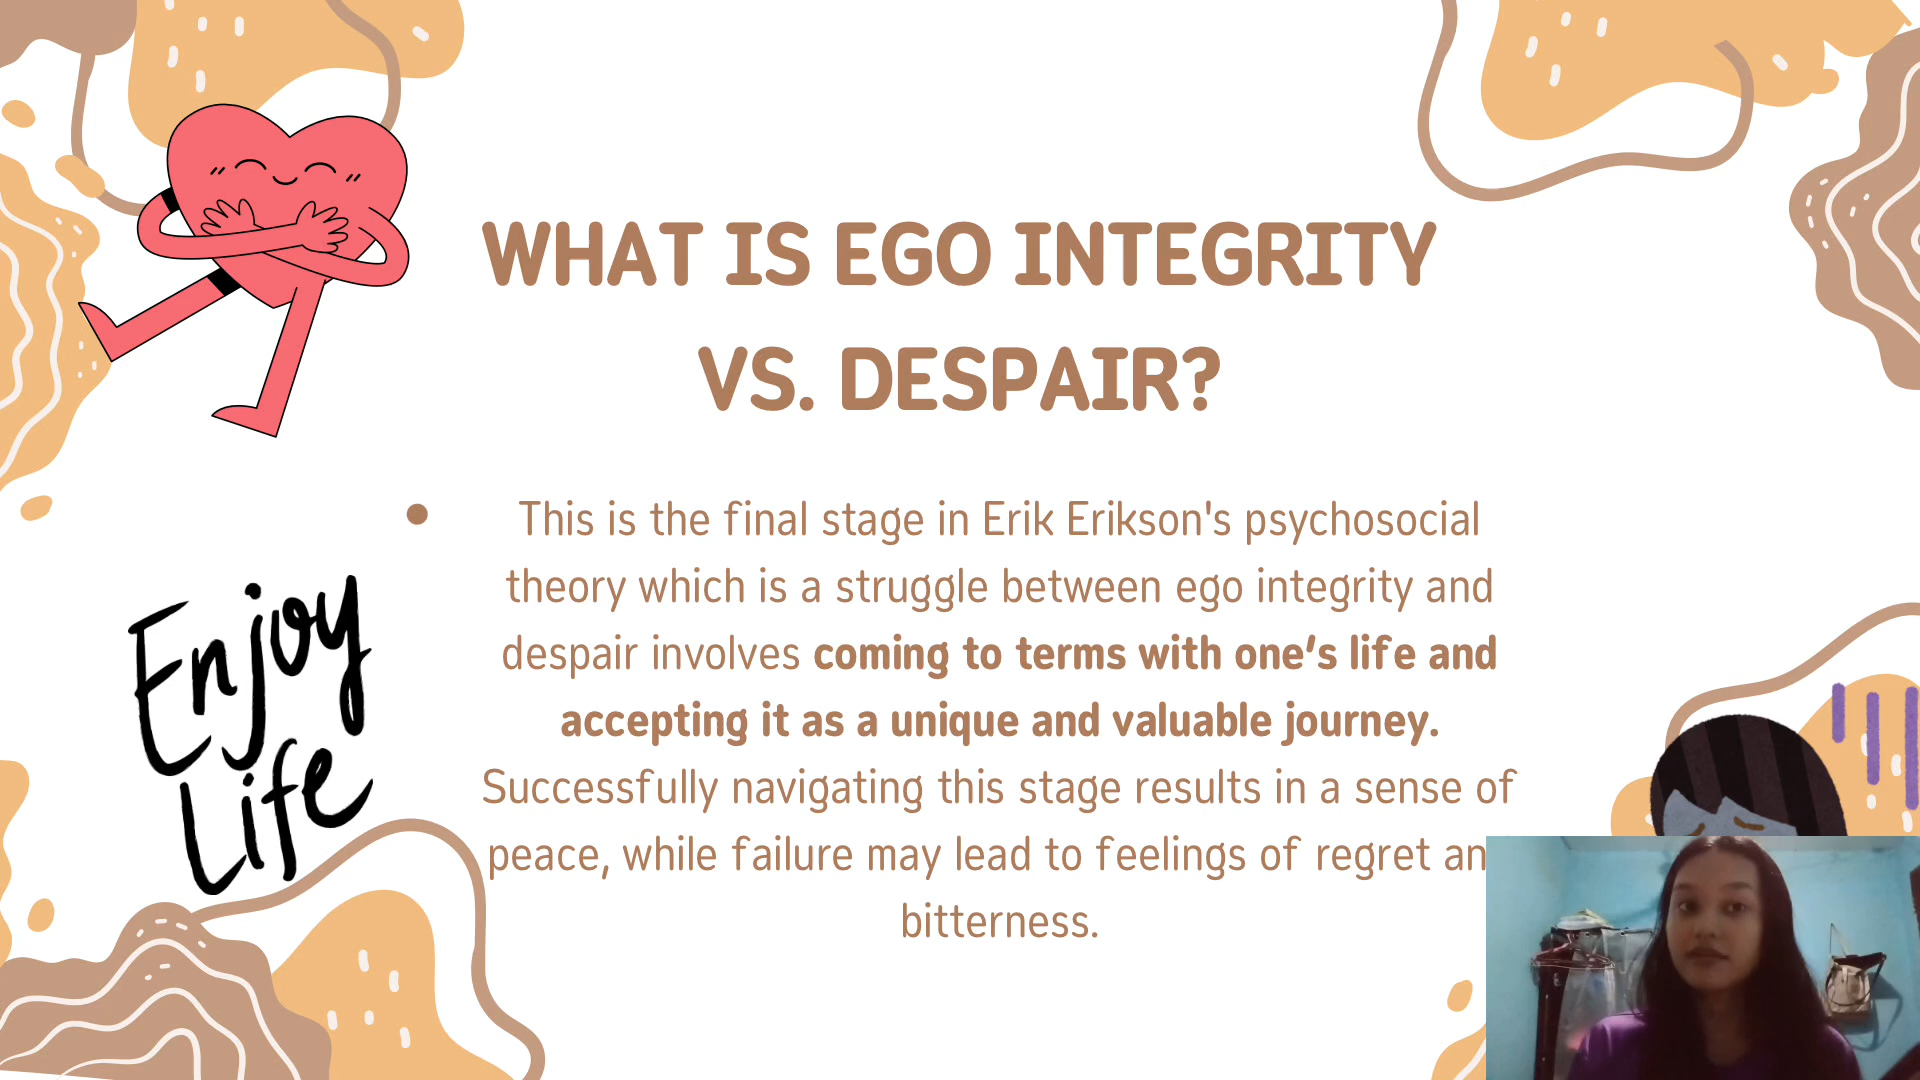 WHAT IS EGO INTEGRITY
VS. DESPAIR?
This is the final stage in Erik Erikson's psychosocial
theory which is a struggle between ego integrity and
despair involves coming to terms with one's life and
accepting it as a unique and valuable journey.
Successfully navigating this stage results in a sense of
peace, while failure may lead to feelings of regret an
bitterness.
Enjoy
Life